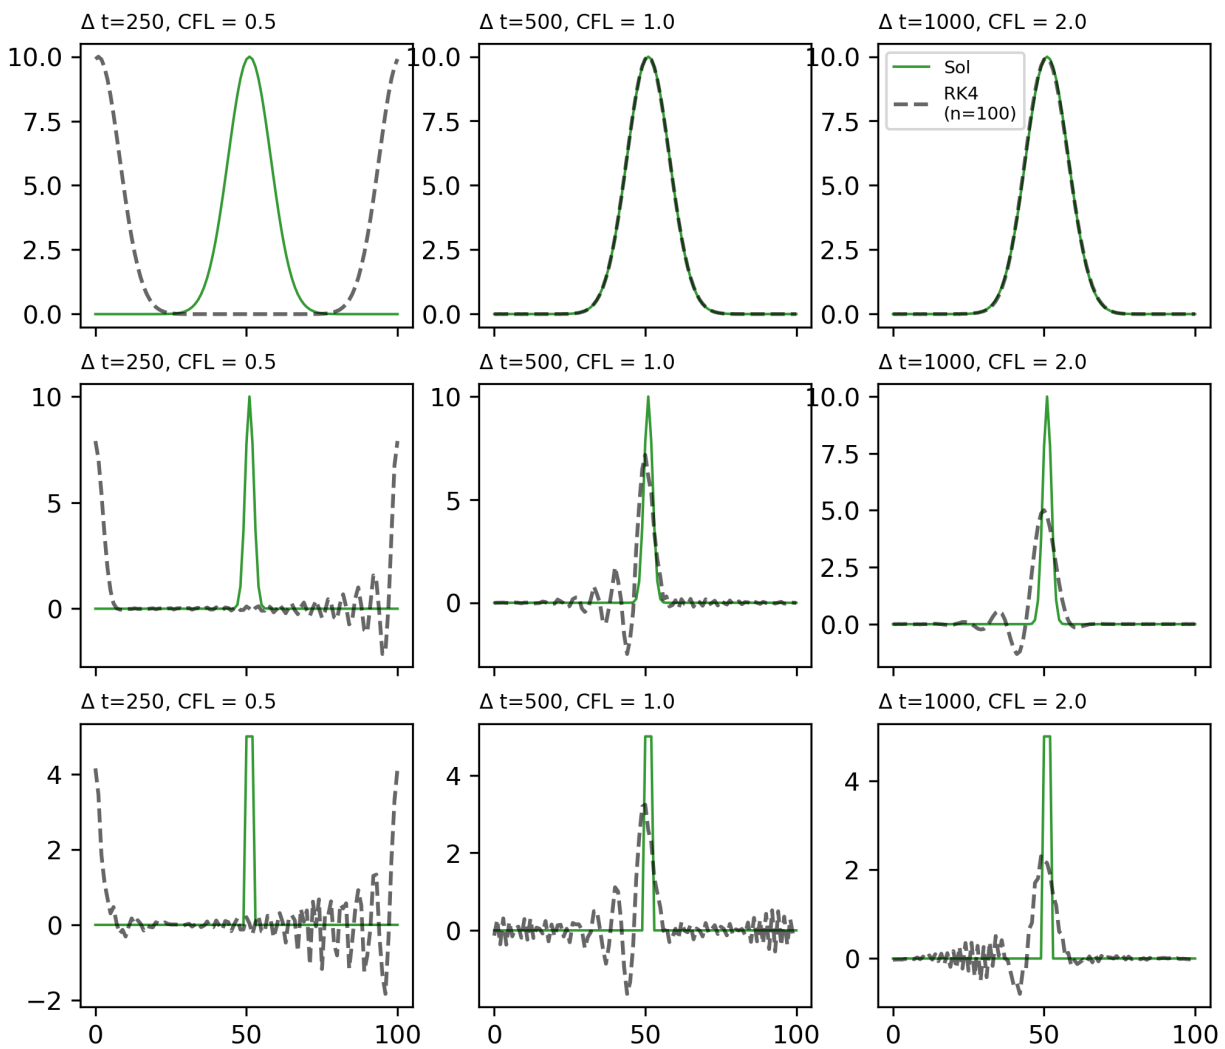 Δ t=250, CFL = 0.5
Δ t=500, CFL = 1.0
Δ t=1000, CFL = 2.0
10.0
7.5
5.0
2.5
0.0
10.0
7.5
5.0
2.5
0.0
10.0
7.5
5.0
2.5
0.0
Sol
RK4
(n=100)
Δ t=250, CFL = 0.5
Δ t=500, CFL = 1.0
Δ t=1000, CFL = 2.0
10
5
0
10
5
0
10.0
7.5
5.0
2.5
0.0
Δ t=250, CFL = 0.5
Δ t=500, CFL = 1.0
Δ t=1000, CFL = 2.0
4
2
0
−2
0 50 100
4
2
0
0 50 100
4
2
0
0 50 100